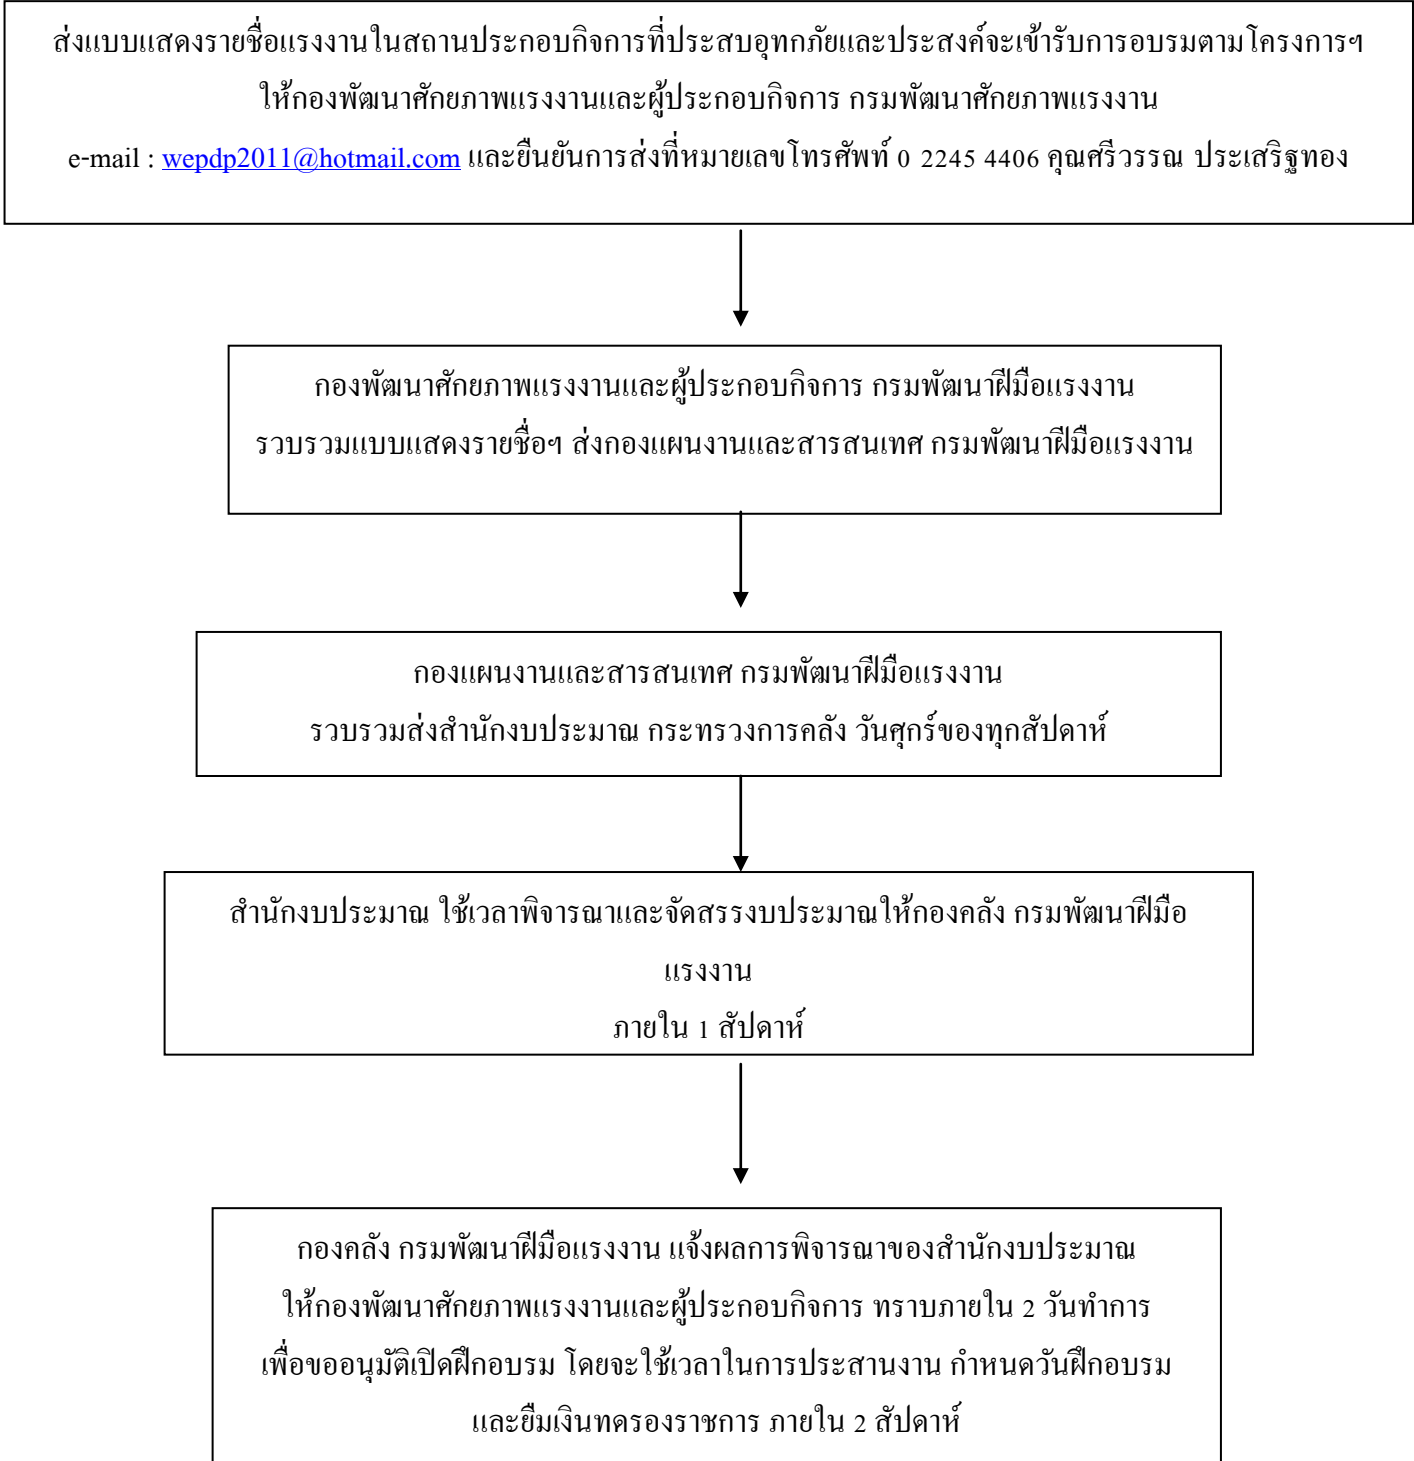 ส่งแบบแสดงรายชื่อแรงงานในสถานประกอบกิจการที่ประสบอุทกภัยและประสงค์จะเข้ารับการอบรมตามโครงการฯ
ให้กองพัฒนาศักยภาพแรงงานและผู้ประกอบกิจการ กรมพัฒนาศักยภาพแรงงาน
e-mail : wepdp2011@hotmail.com และยืนยันการส่งที่หมายเลขโทรศัพท์ 0 2245 4406 คุณศรีวรรณ ประเสริฐทอง
กองพัฒนาศักยภาพแรงงานและผู้ประกอบกิจการ กรมพัฒนาฝีมือแรงงาน
รวบรวมแบบแสดงรายชื่อฯ ส่งกองแผนงานและสารสนเทศ กรมพัฒนาฝีมือแรงงาน
กองแผนงานและสารสนเทศ กรมพัฒนาฝีมือแรงงาน
รวบรวมส่งสำนักงบประมาณ กระทรวงการคลัง วันศุกร์ของทุกสัปดาห์
สำนักงบประมาณ ใช้เวลาพิจารณาและจัดสรรงบประมาณให้กองคลัง กรมพัฒนาฝีมือ
แรงงาน
ภายใน 1 สัปดาห์
กองคลัง กรมพัฒนาฝีมือแรงงาน แจ้งผลการพิจารณาของสำนักงบประมาณ
ให้กองพัฒนาศักยภาพแรงงานและผู้ประกอบกิจการ ทราบภายใน 2 วันทำการ
เพื่อขออนุมัติเปิดฝึกอบรม โดยจะใช้เวลาในการประสานงาน กำหนดวันฝึกอบรม
และยืมเงินทดรองราชการ ภายใน 2 สัปดาห์